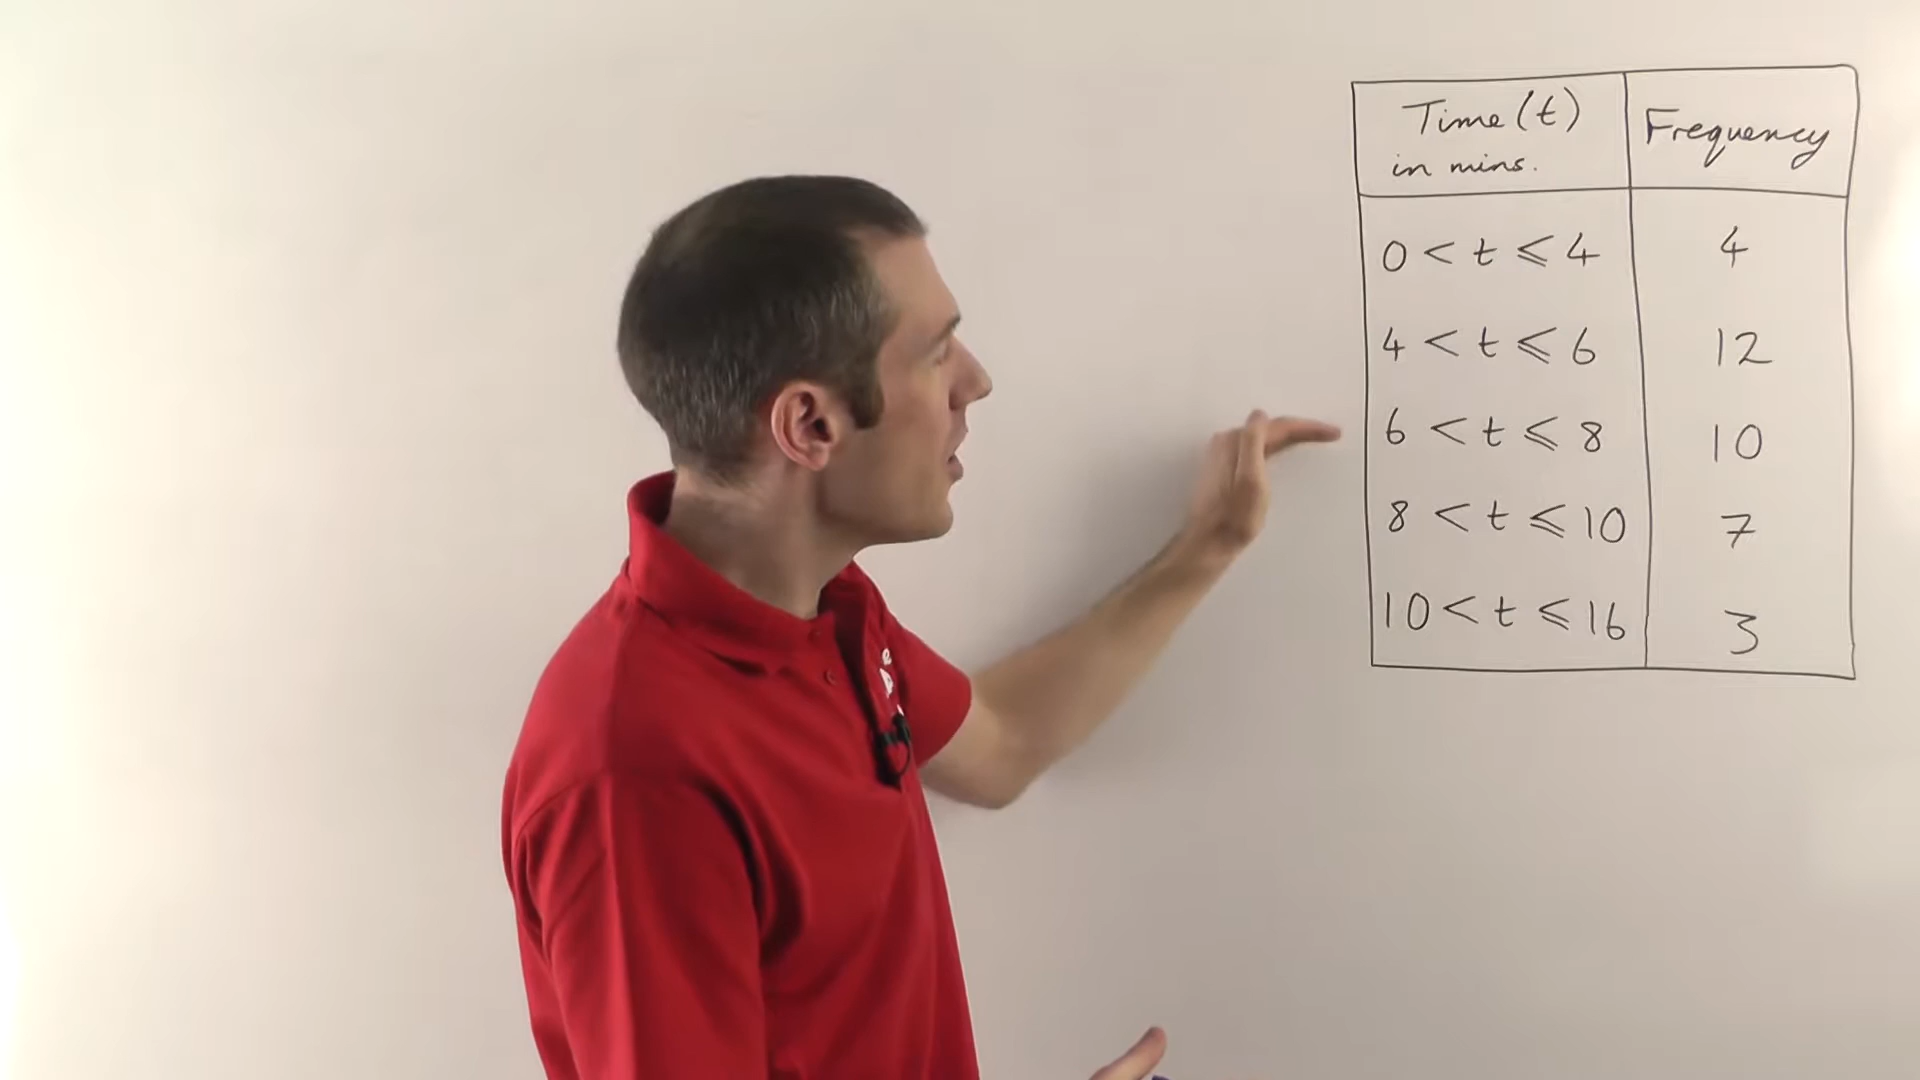 Time (t) Frequency
in mins.
0 < t ⩽ 4 4
4 < t ⩽ 6 12
6 < t ⩽ 8 10
8 < t ⩽ 10 7
10 < t ⩽ 16 3